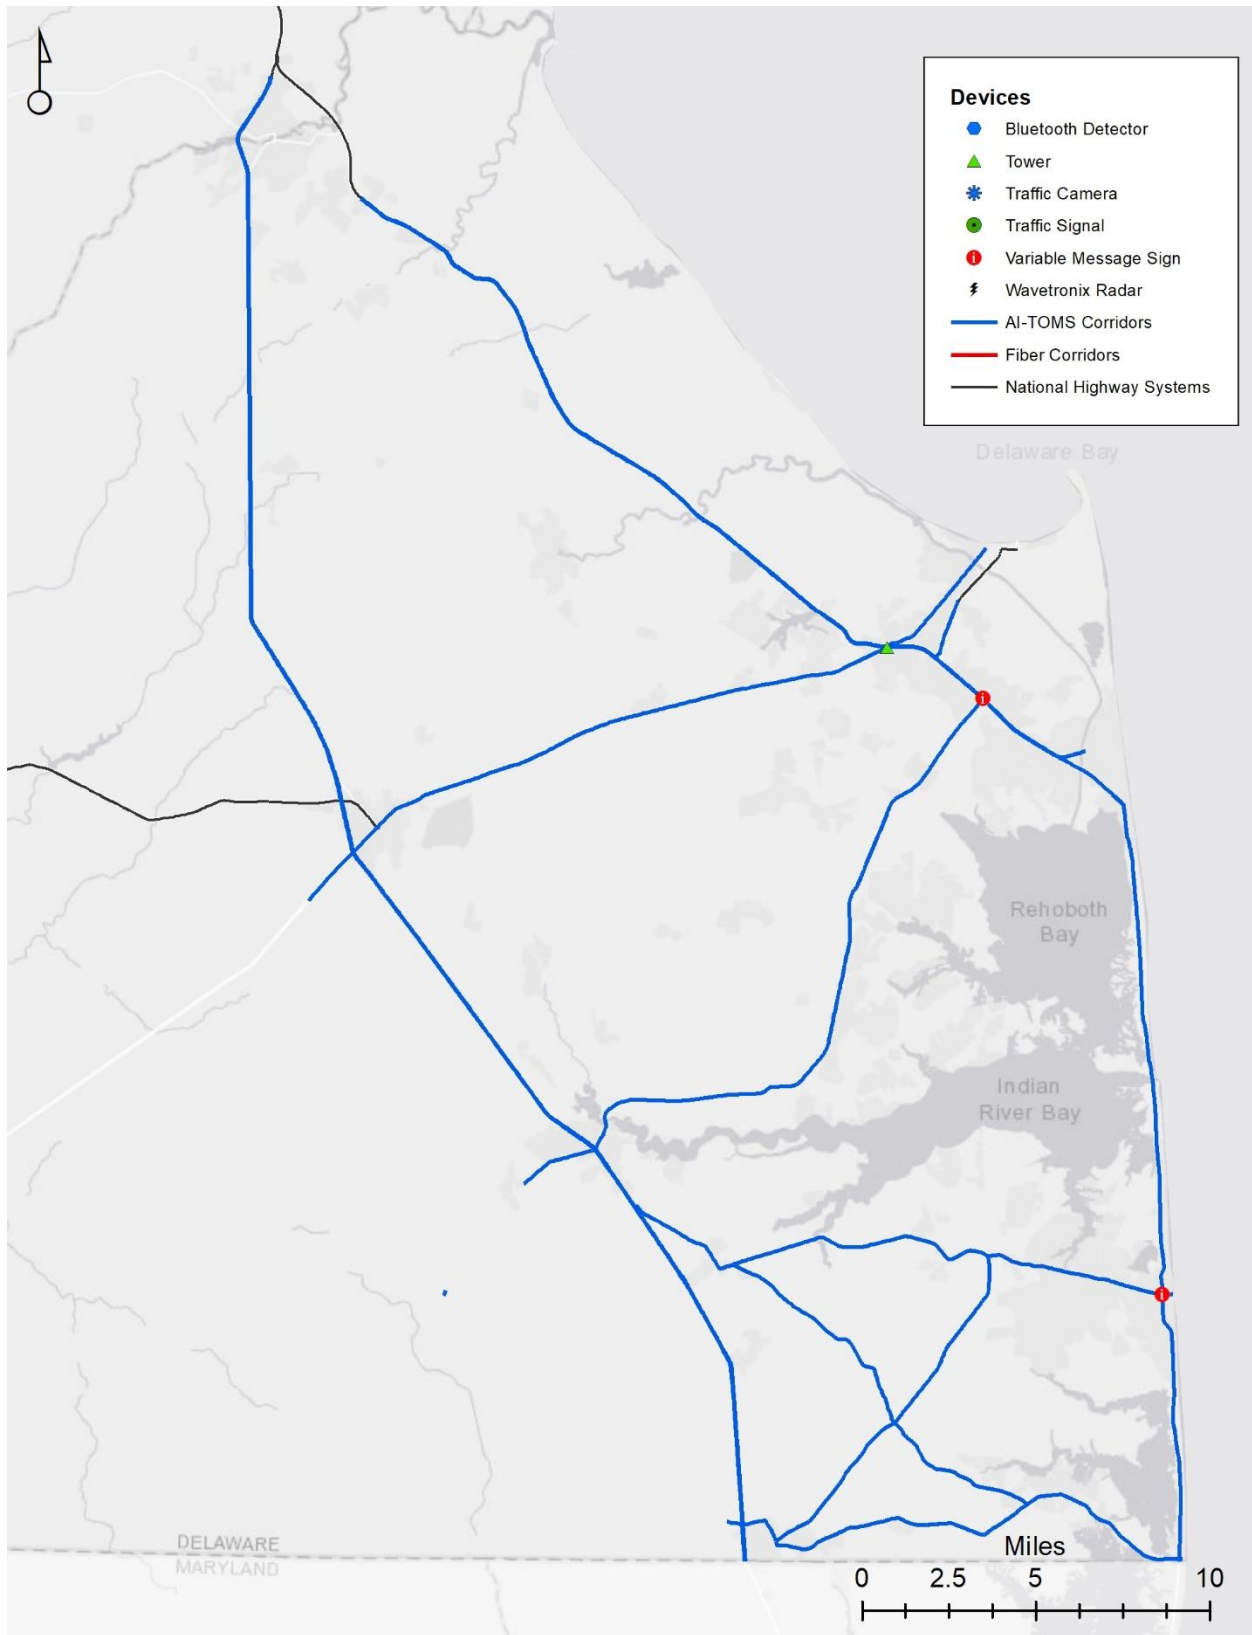 Devices
Bluetooth Detector
Tower
Traffic Camera
Traffic Signal
i Variable Message Sign
Wavetronix Radar
AI-TOMS Corridors
Fiber Corridors
National Highway Systems
Delaware Bay
i
Rehoboth
Bay
Indian
River Bay
i
DELAWARE
MARYLAND
Miles
0 2.5 5 10